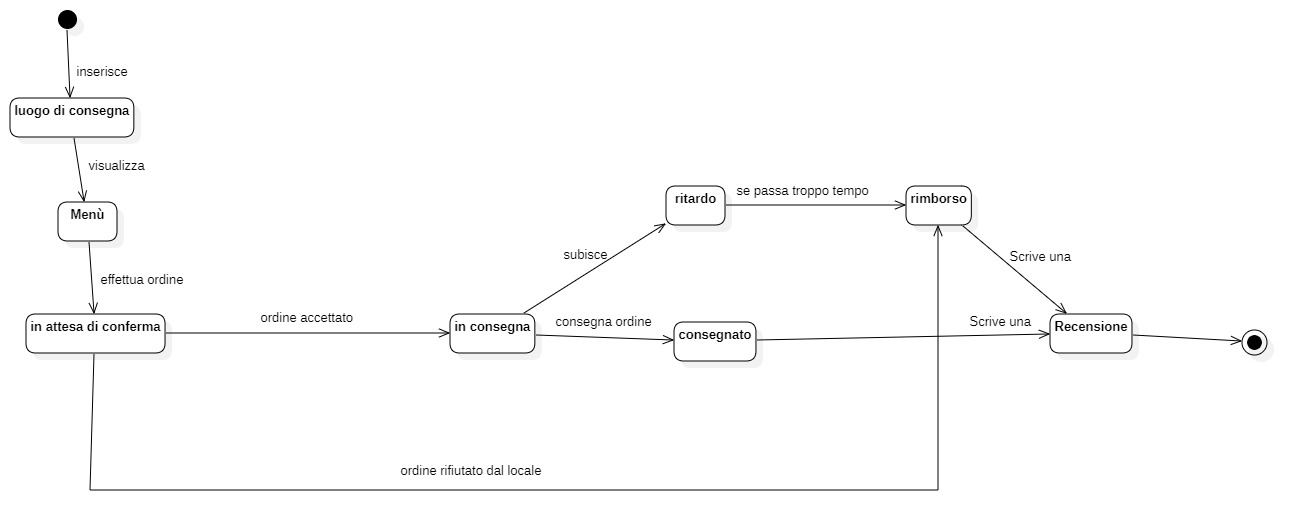 inserisce
luogo di consegna
visualizza
Menù
effettua ordine
in attesa di conferma
ordine accettato
in consegna
subisce
ritardo
se passa troppo tempo
rimborso
consegna ordine
consegnato
Scrive una
Scrive una
Recensione
ordine rifiutato dal locale